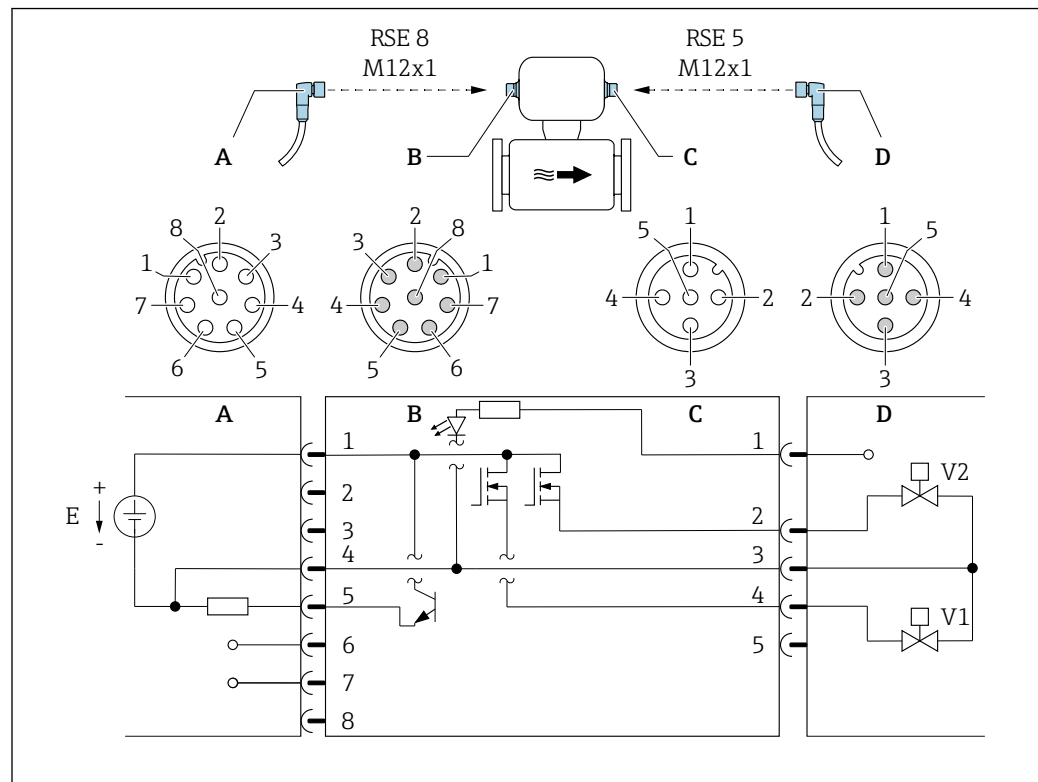 RSE 8 RSE 5
M12x1 M12x1
A B C D
2 2 1 1
8 3 3 8 5 5
1 1
7 4 4 7 4 2 2 4
6 5 5 6 3 3
A B C D
1 1
+ 2 V2
E 3 2
- 4 3
5 4
6 5 V1
7
8